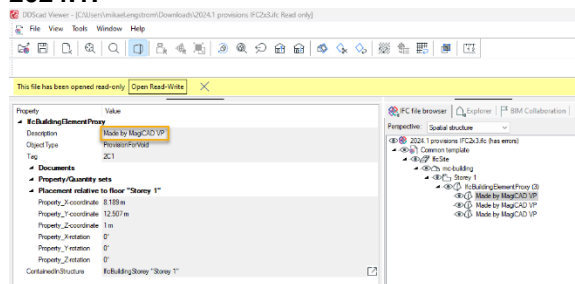 DDScad Viewer - [C:\Users\mikael.engstrom\Downloads\2024.1 provisions IFC2x3.ifc Read only]
File View Tools Window Help
This file has been opened read-only Open Read-Write
Property Value
IfcBuildingElementProxy
Description Made by MagiCAD VP
ObjectType ProvisionForVoid
Tag 2C1
Documents
Property/Quantity sets
Placement relative to floor "Storey 1"
Property_X-coordinate 8.189 m
Property_Y-coordinate 12.507 m
Property_Z-coordinate 1 m
Property_X-rotation 0°
Property_Y-rotation 0°
Property_Z-rotation 0°
ContainedInStructure IfcBuildingStorey "Storey 1"
IFC file browser Explorer BIM Collaboration
Perspective: Spatial structure
2024.1 provisions IFC2x3.ifc (has errors)
Common template
IfcSite
mc-building
Storey 1
IfcBuildingElementProxy (3)
Made by MagiCAD VP
Made by MagiCAD VP
Made by MagiCAD VP